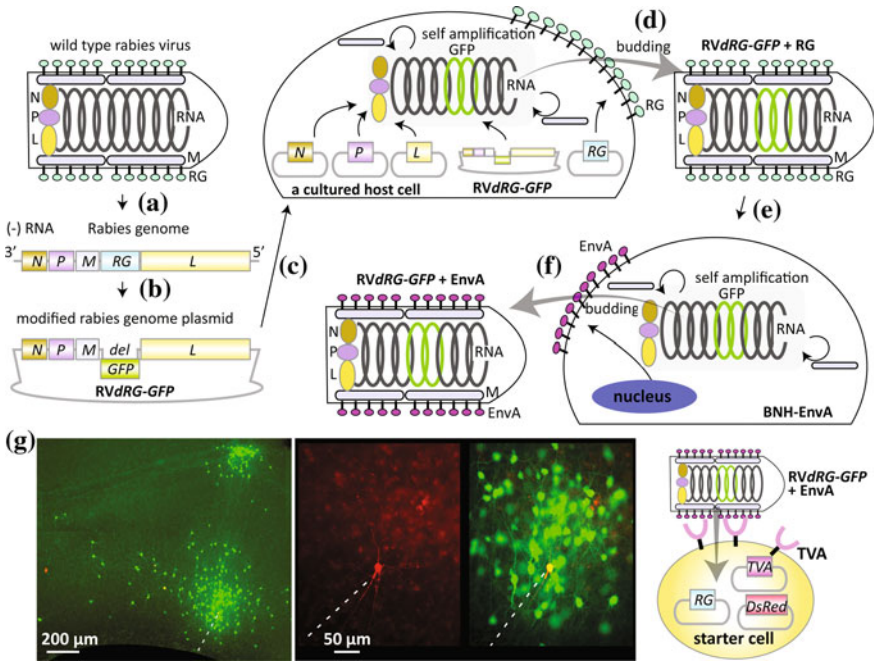 wild type rabies virus
N
P
L
RNA
M
RG
(a)
(-) RNA Rabies genome
3’ 5’
N P M RG L
(b)
modified rabies genome plasmid
N P M del L
GFP
RVdRG-GFP
self amplification
GFP
RNA
RG
N P L RG
a cultured host cell
RVdRG-GFP
(c)
budding
(d)
RVdRG-GFP + RG
N
P
L
RNA
M
RG
(e)
EnvA
(f)
self amplification
GFP
budding
RNA
nucleus
BNH-EnvA
RVdRG-GFP + EnvA
N
P
L
RNA
M
EnvA
(g)
200 μm
50 μm
RVdRG-GFP
+ EnvA
TVA
TVA
RG
DsRed
starter cell